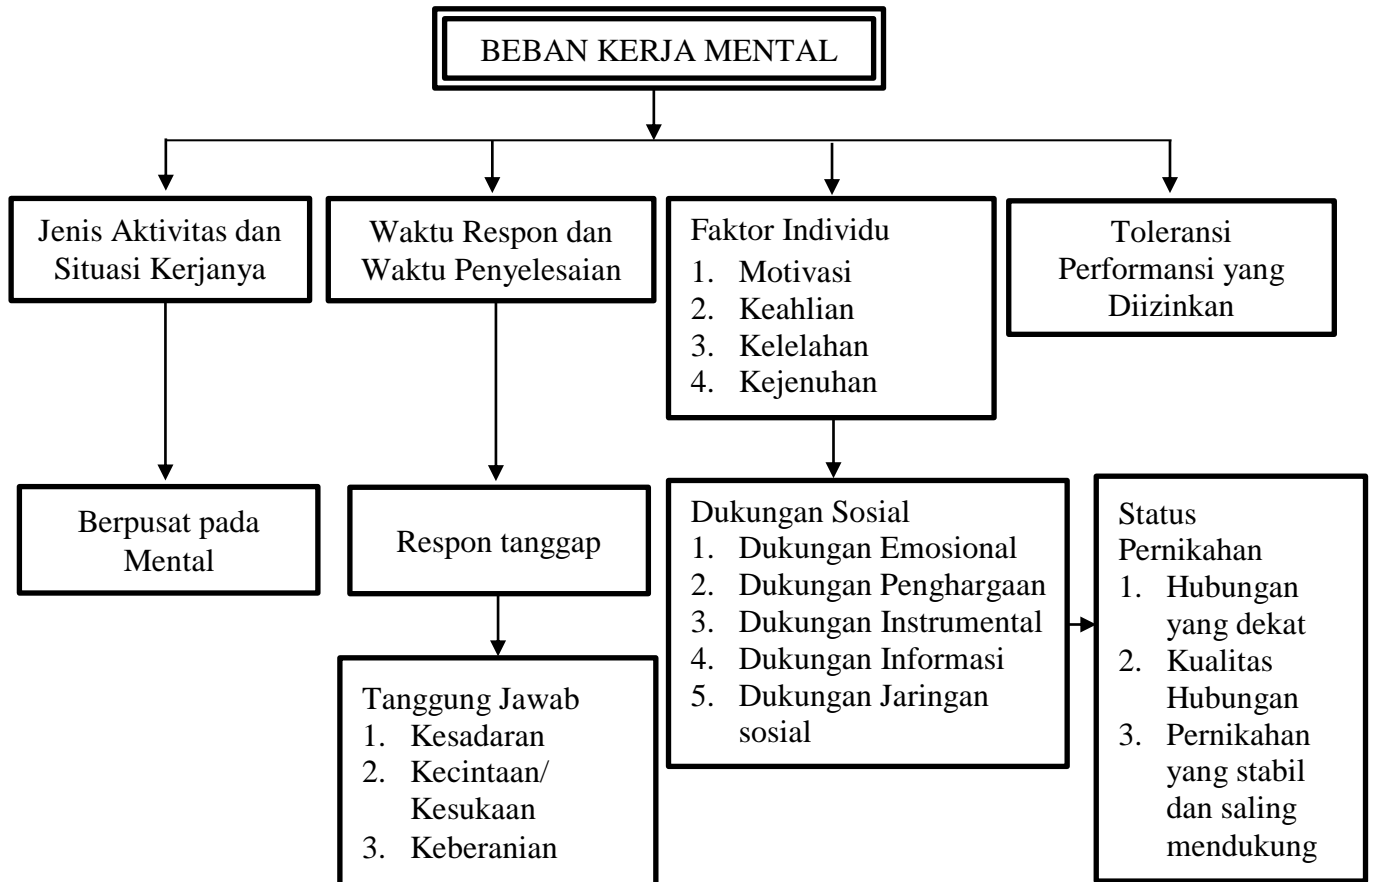 BEBAN KERJA MENTAL
Jenis Aktivitas dan
Situasi Kerjanya
Waktu Respon dan
Waktu Penyelesaian
Faktor Individu
1. Motivasi
2. Keahlian
3. Kelelahan
4. Kejenuhan
Toleransi
Performansi yang
Diizinkan
Berpusat pada
Mental
Respon tanggap
Dukungan Sosial
1. Dukungan Emosional
2. Dukungan Penghargaan
3. Dukungan Instrumental
4. Dukungan Informasi
5. Dukungan Jaringan
sosial
Status
Pernikahan
1. Hubungan
yang dekat
2. Kualitas
Hubungan
3. Pernikahan
yang stabil
dan saling
mendukung
Tanggung Jawab
1. Kesadaran
2. Kecintaan/
Kesukaan
3. Keberanian